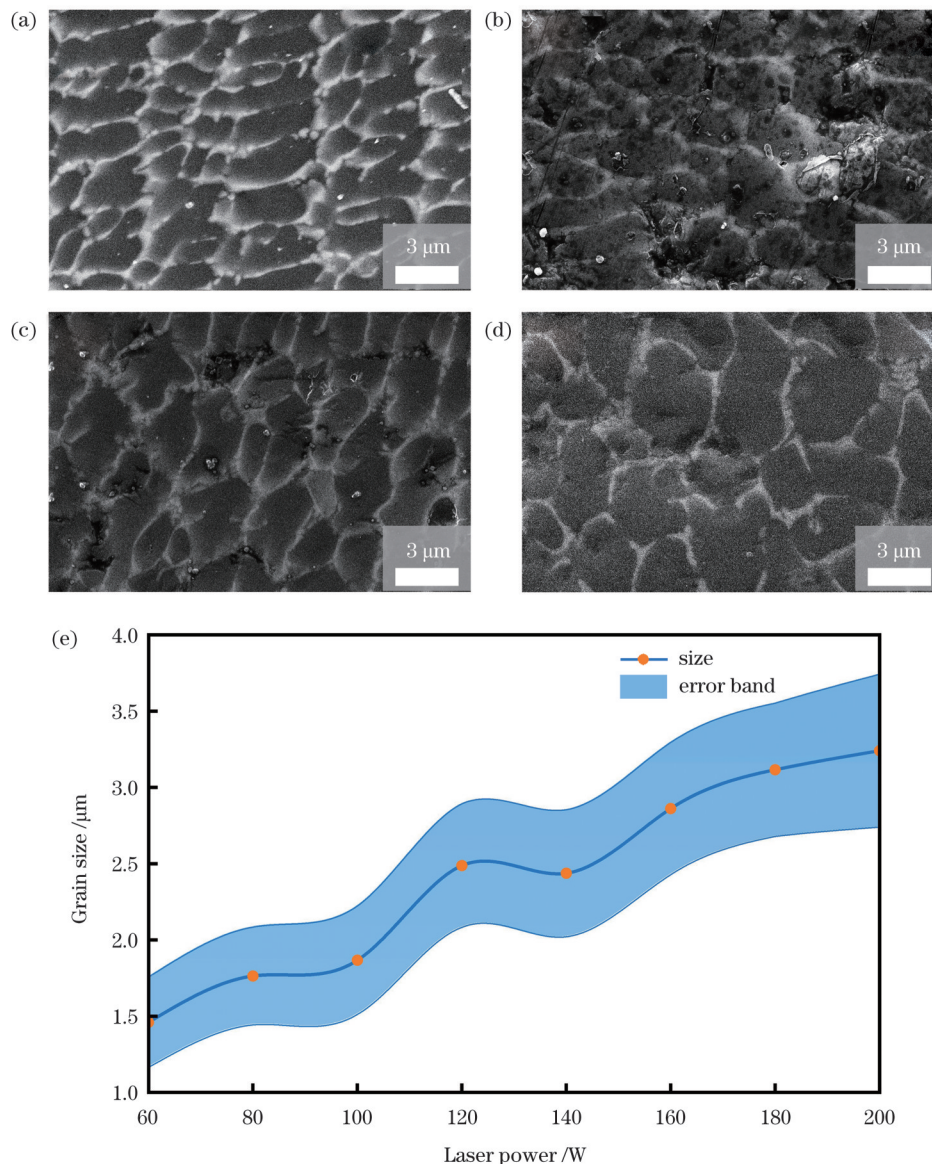 (a)
(b)
3 μm
3 μm
(c)
(d)
3 μm
3 μm
(e)
4.0
3.5
3.0
2.5
2.0
1.5
1.0
Grain size /μm
size
error band
60 80 100 120 140 160 180 200
Laser power /W